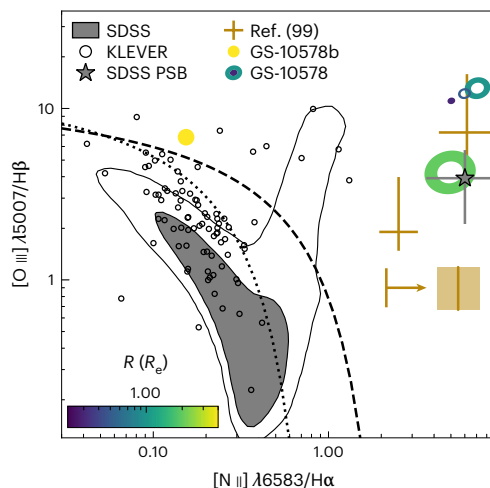 SDSS
KLEVER
SDSS PSB
Ref. (99)
GS-10578b
GS-10578
10
1
[O III] λ5007/Hβ
R (Re)
1.00
0.10
1.00
[N II] λ6583/Hα